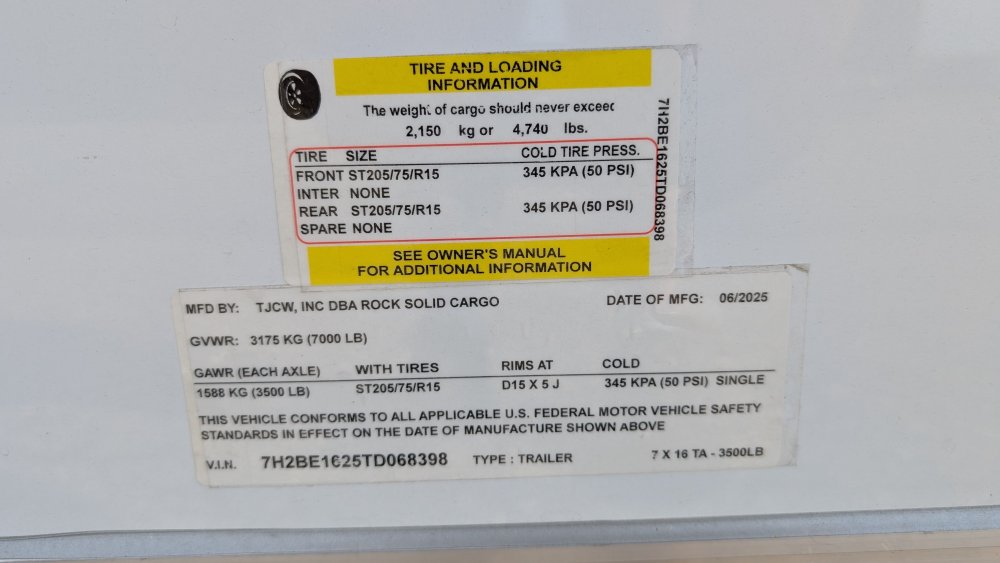 TIRE AND LOADING
INFORMATION
The weight of cargo should never exceed
2,150 kg or 4,740 lbs.
TIRE SIZE COLD TIRE PRESS.
FRONT ST205/75/R15 345 KPA (50 PSI)
INTER NONE
REAR ST205/75/R15 345 KPA (50 PSI)
SPARE NONE
SEE OWNER'S MANUAL
FOR ADDITIONAL INFORMATION
7H2BE1625TD068398
MFD BY: TJCW, INC DBA ROCK SOLID CARGO DATE OF MFG: 06/2025
GVWR: 3175 KG (7000 LB)
GAWR (EACH AXLE) WITH TIRES RIMS AT COLD
1588 KG (3500 LB) ST205/75/R15 D15 X 5 J 345 KPA (50 PSI) SINGLE
THIS VEHICLE CONFORMS TO ALL APPLICABLE U.S. FEDERAL MOTOR VEHICLE SAFETY
STANDARDS IN EFFECT ON THE DATE OF MANUFACTURE SHOWN ABOVE
V.I.N. 7H2BE1625TD068398 TYPE : TRAILER 7 X 16 TA - 3500LB